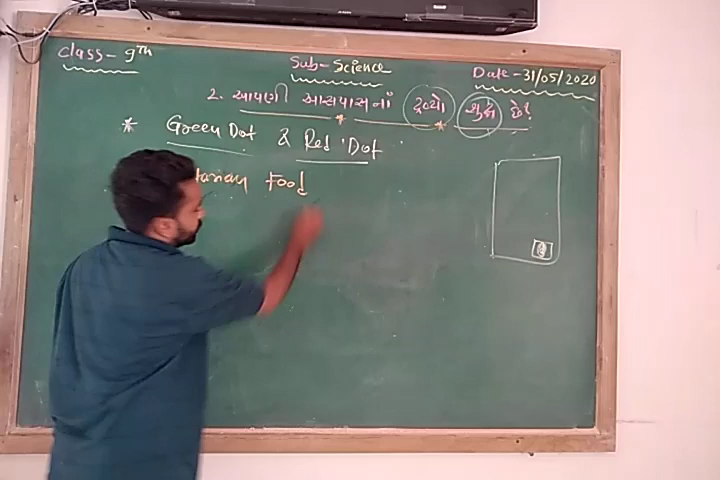 Class - 9th
Sub - Science
Date - 31/05/2020
2. આપણી આસપાસનાં દ્રવ્યો શુદ્ધ છે?
* Green Dot & Red Dot
Food